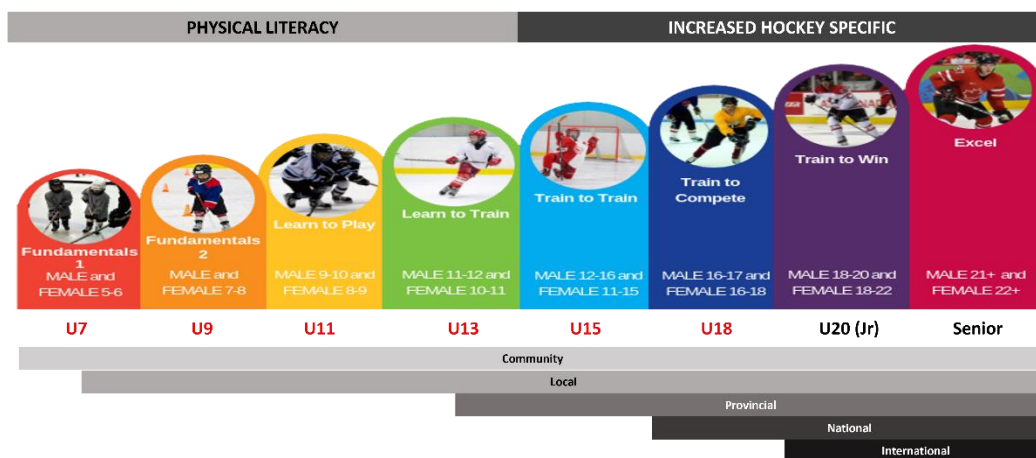 PHYSICAL LITERACY
INCREASED HOCKEY SPECIFIC
Fundamentals
1
MALE and
FEMALE 5-6
Fundamentals
2
MALE and
FEMALE 7-8
Learn to Play
MALE 9-10 and
FEMALE 8-9
Learn to Train
MALE 11-12 and
FEMALE 10-11
Train to Train
MALE 12-16 and
FEMALE 11-15
Train to
Compete
MALE 16-17 and
FEMALE 16-18
Train to Win
MALE 18-20 and
FEMALE 18-22
Excel
MALE 21+ and
FEMALE 22+
U7
U9
U11
U13
U15
U18
U20 (Jr)
Senior
Community
Local
Provincial
National
International